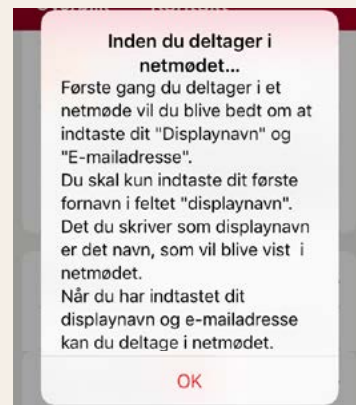 Inden du deltager i
netmødet...
Første gang du deltager i et
netmøde vil du blive bedt om at
indtaste dit "Displaynavn" og
"E-mailadresse".
Du skal kun indtaste dit første
fornavn i feltet "displaynavn".
Det du skriver som displaynavn
er det navn, som vil blive vist i
netmødet.
Når du har indtastet dit
displaynavn og e-mailadresse
kan du deltage i netmødet.
OK